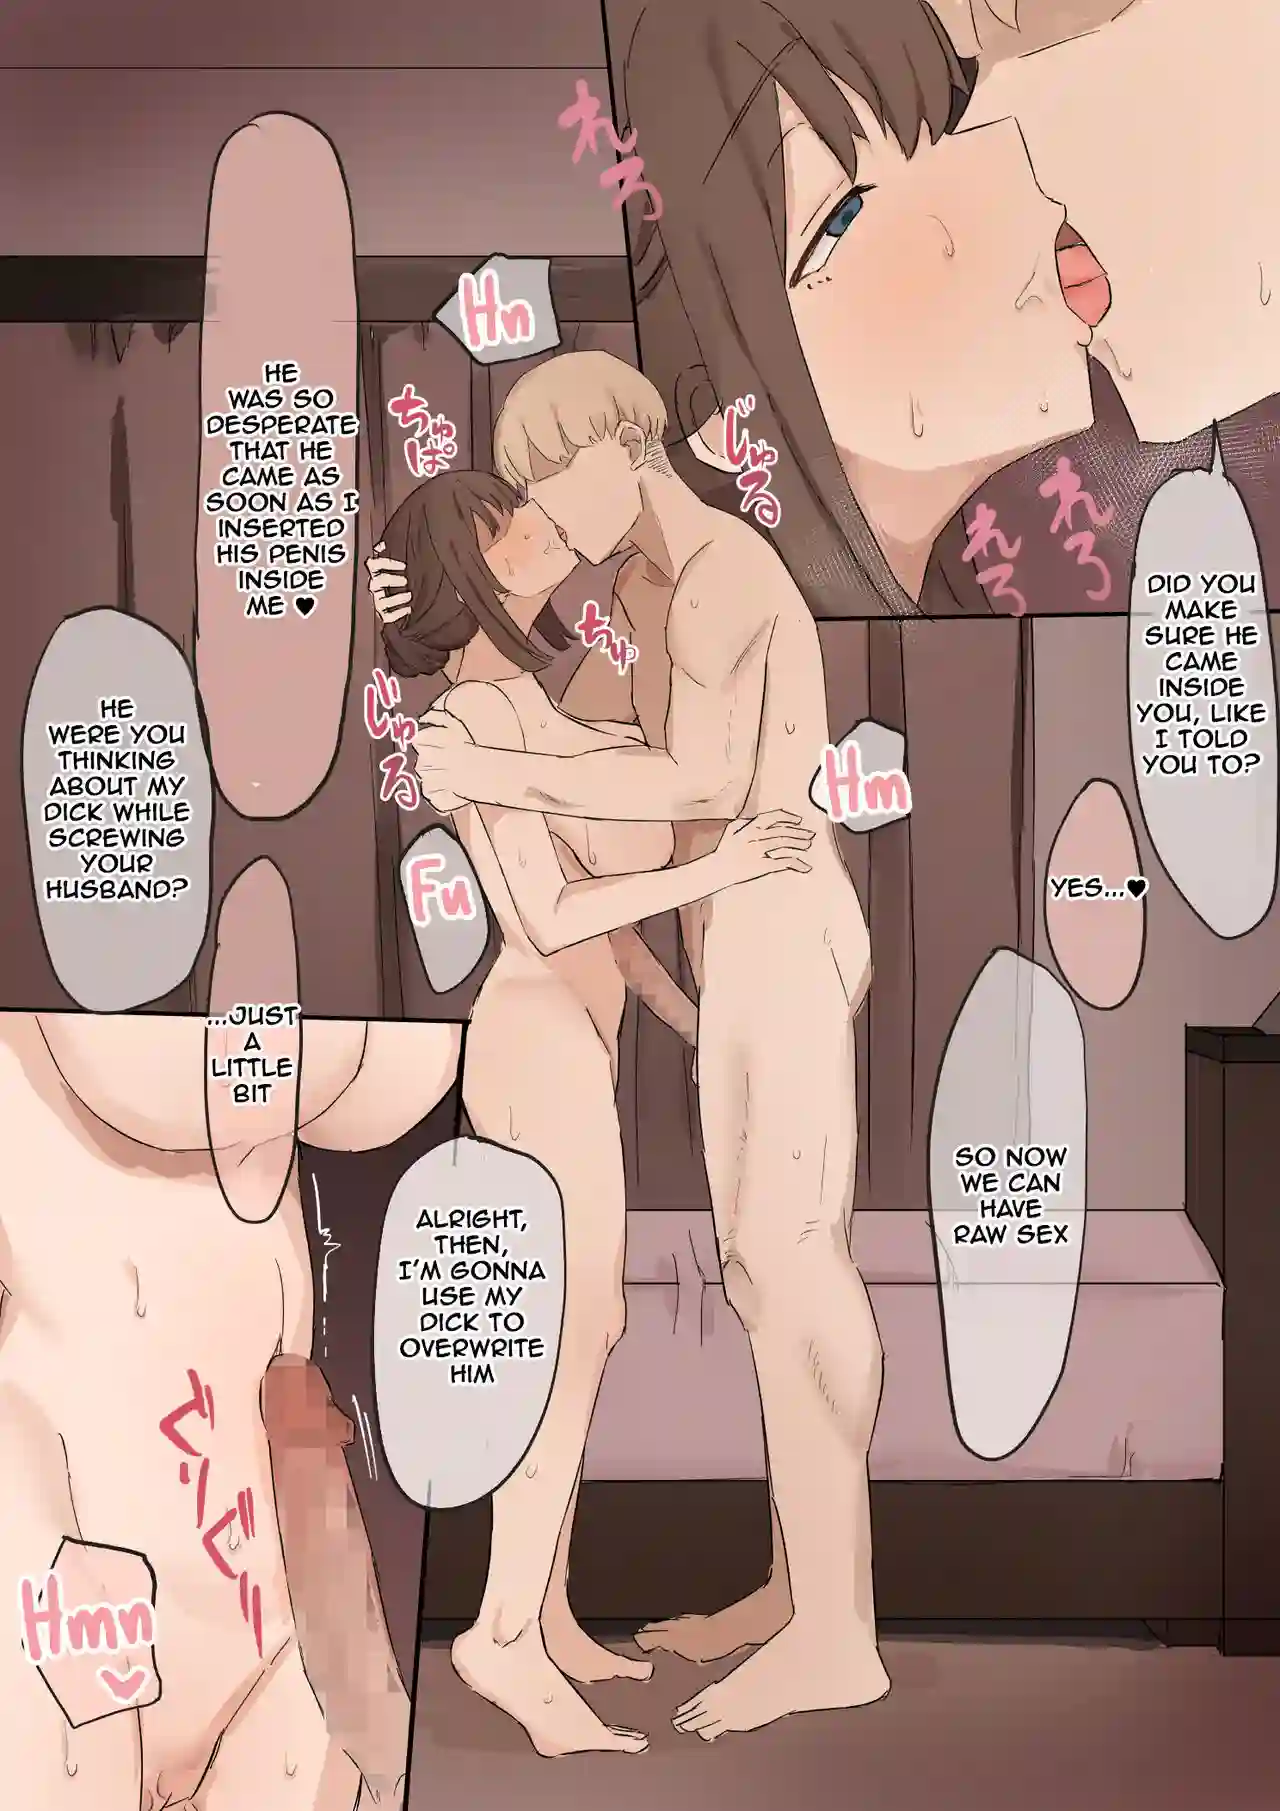 れろ
DID YOU
MAKE
SURE HE
CAME
INSIDE
YOU, LIKE
I TOLD
YOU TO?
れろ
れろ
YES...♥
SO NOW
WE CAN
HAVE
RAW SEX
Hn
ちゅぱ
じゅる
ちゅ
じゅる
Hm
Fu
HE
WAS SO
DESPERATE
THAT HE
CAME AS
SOON AS I
INSERTED
HIS PENIS
INSIDE
ME ♥
HE
WERE YOU
THINKING
ABOUT MY
DICK WHILE
SCREWING
YOUR
HUSBAND?
...JUST
A
LITTLE
BIT
ALRIGHT,
THEN,
I'M GONNA
USE MY
DICK TO
OVERWRITE
HIM
ぐりぐり
Hmn